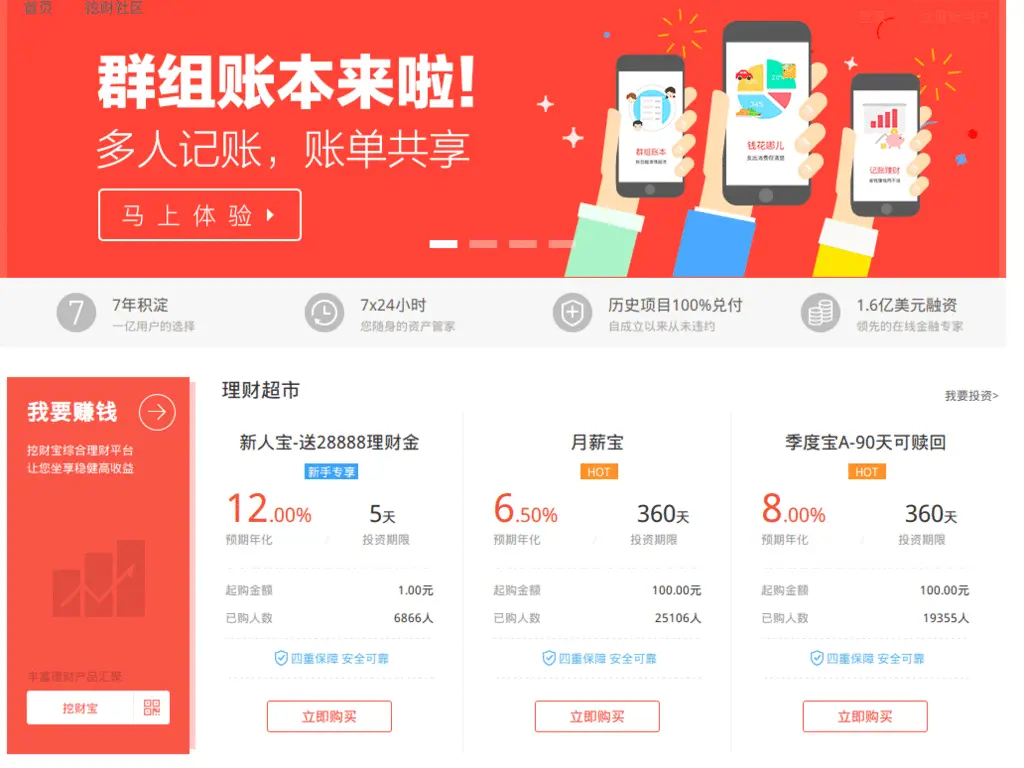 首页 挖财社区
群组账本来啦!
多人记账，账单共享
马上体验
群组账本
钱花哪儿
记账理财
20%
34%
7
7年积淀
一亿用户的选择
7x24小时
您随身的资产管家
历史项目100%兑付
自成立以来从未违约
1.6亿美元融资
领先的在线金融专家
我要赚钱
挖财宝综合理财平台
让您坐享稳健高收益
丰富理财产品汇聚
挖财宝
理财超市
我要投资>
新人宝-送28888理财金
新手专享
12.00% 5天
预期年化 / 投资期限
起购金额 1.00元
已购人数 6866人
四重保障 安全可靠
立即购买
月薪宝
HOT
6.50% 360天
预期年化 / 投资期限
起购金额 100.00元
已购人数 25106人
四重保障 安全可靠
立即购买
季度宝A-90天可赎回
HOT
8.00% 360天
预期年化 / 投资期限
起购金额 100.00元
已购人数 19355人
四重保障 安全可靠
立即购买